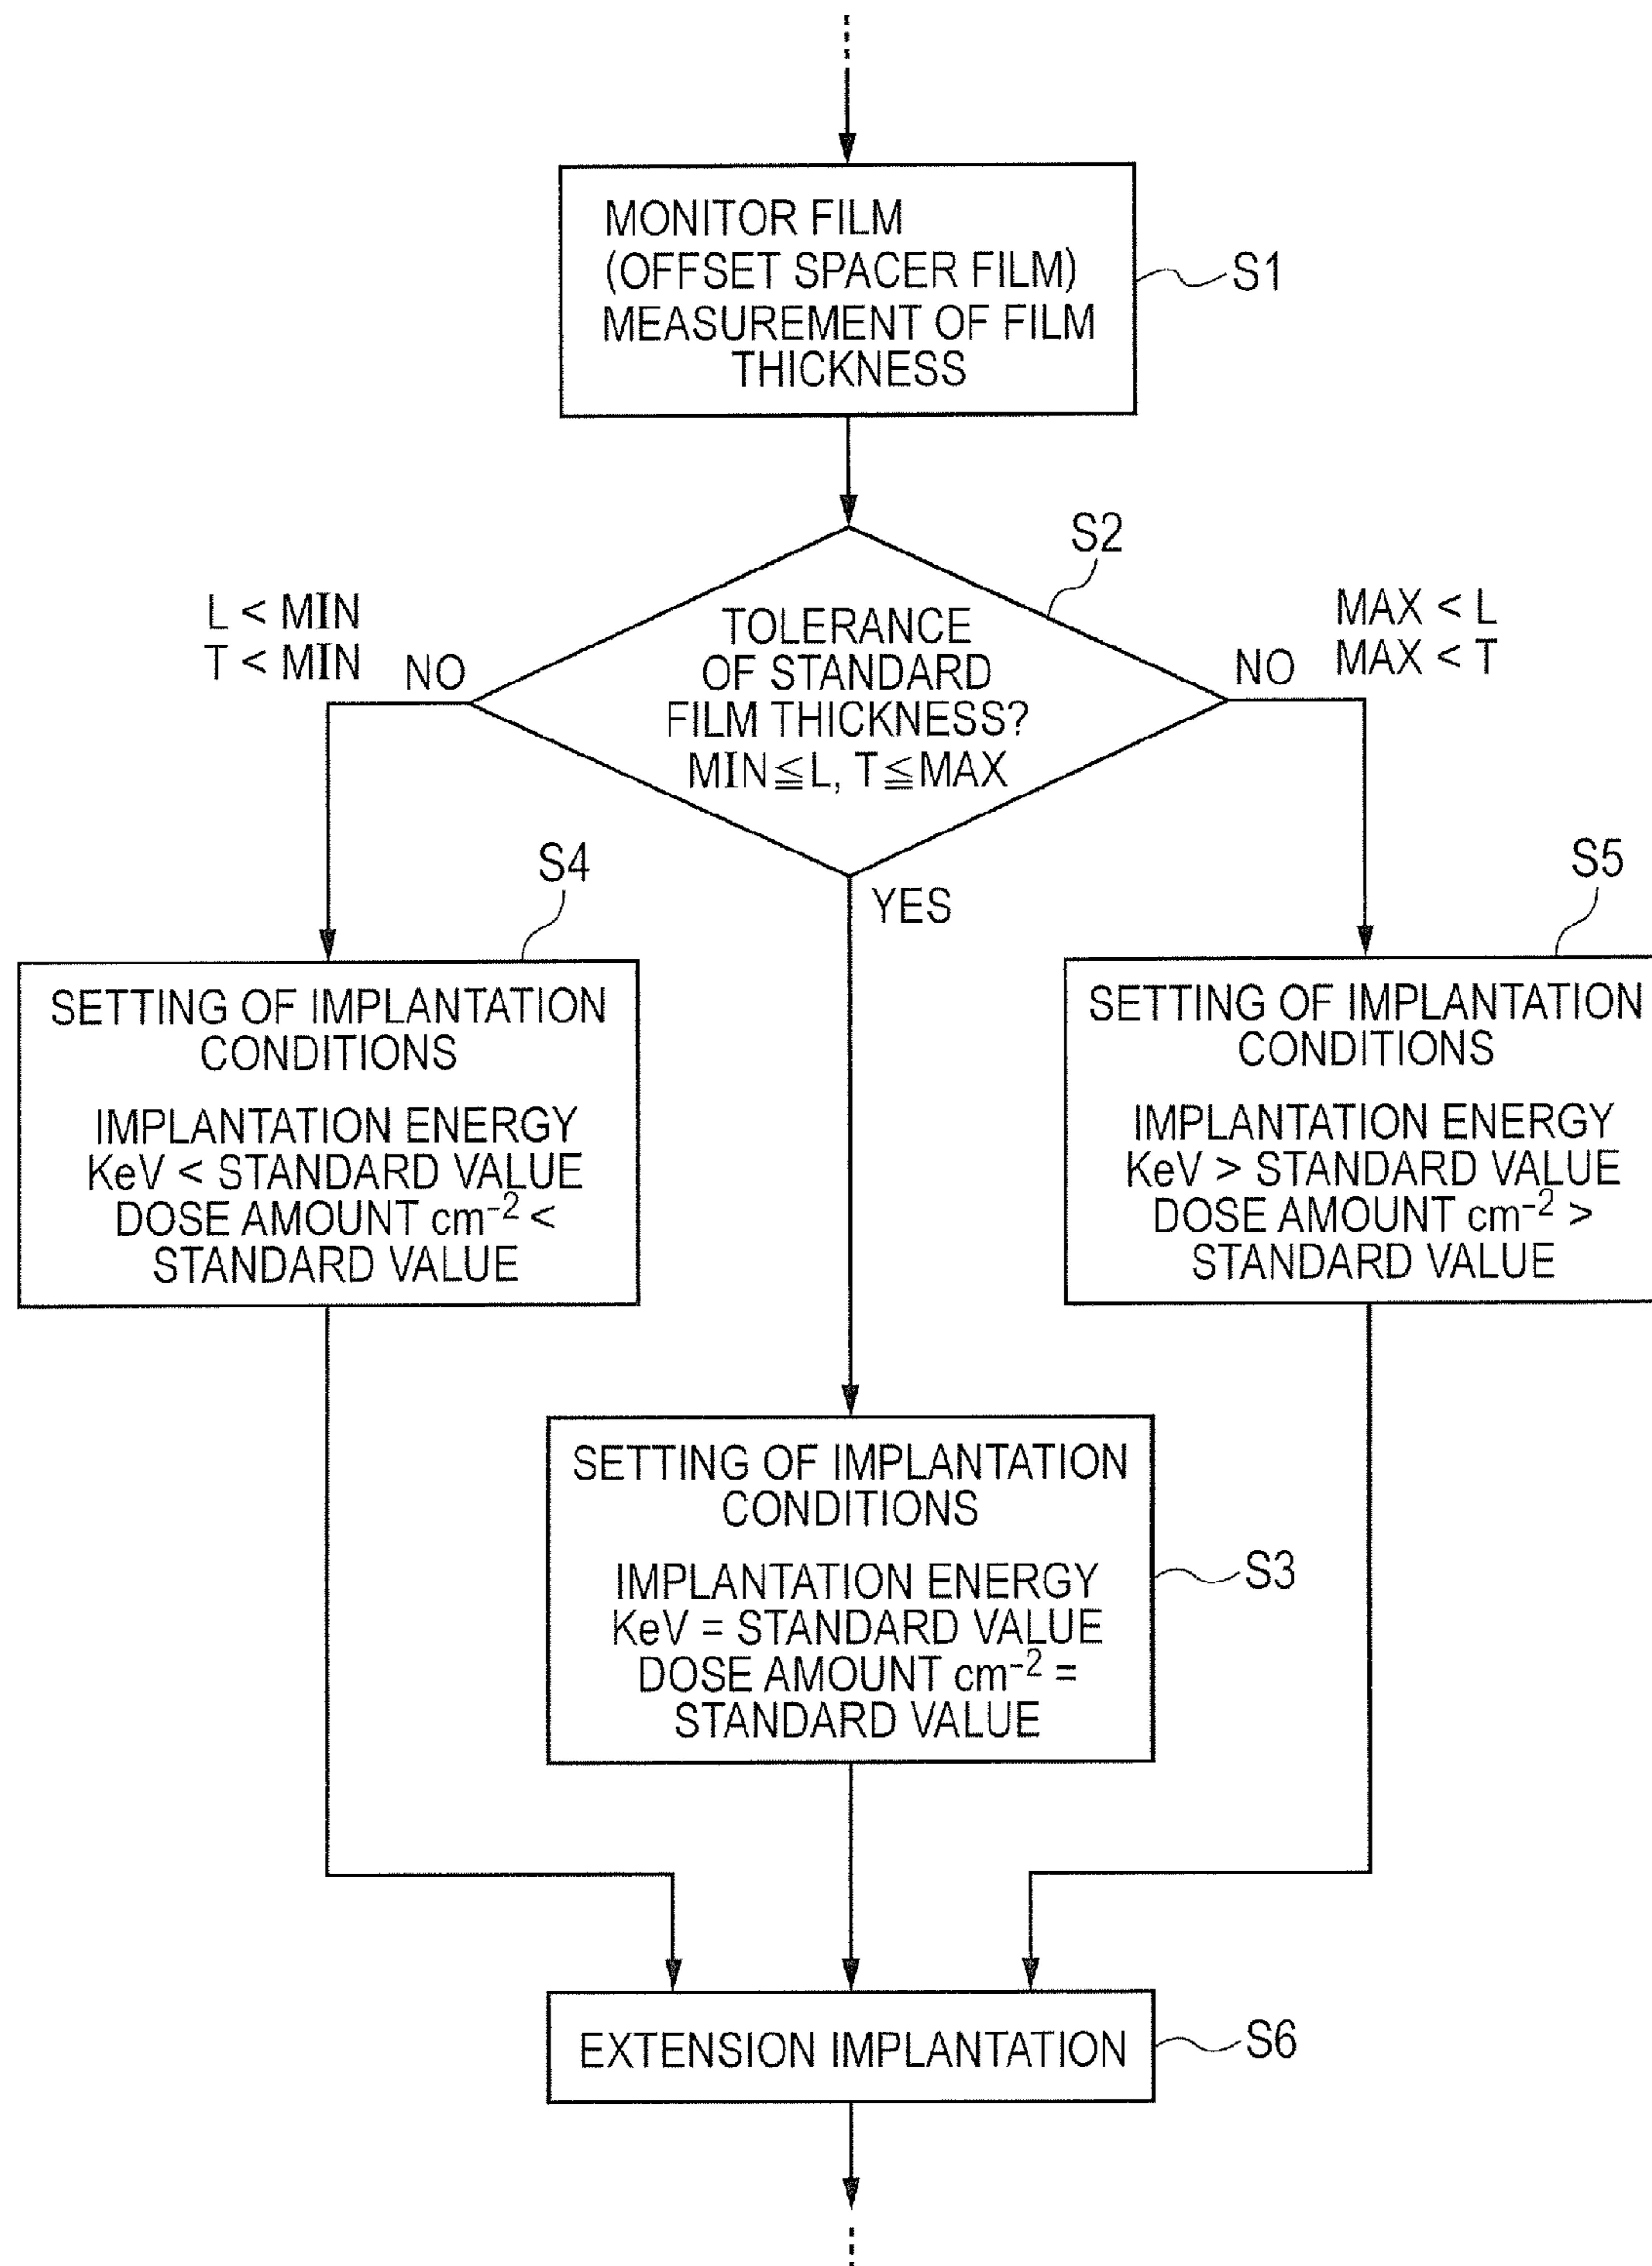 MONITOR FILM
(OFFSET SPACER FILM)
MEASUREMENT OF FILM
THICKNESS
S1
S2
L < MIN
T < MIN
NO
TOLERANCE
OF STANDARD
FILM THICKNESS?
MIN≦L, T≦MAX
NO
MAX < L
MAX < T
YES
S4
SETTING OF IMPLANTATION
CONDITIONS
IMPLANTATION ENERGY
KeV < STANDARD VALUE
DOSE AMOUNT cm⁻² <
STANDARD VALUE
S5
SETTING OF IMPLANTATION
CONDITIONS
IMPLANTATION ENERGY
KeV > STANDARD VALUE
DOSE AMOUNT cm⁻² >
STANDARD VALUE
SETTING OF IMPLANTATION
CONDITIONS
IMPLANTATION ENERGY
KeV = STANDARD VALUE
DOSE AMOUNT cm⁻² =
STANDARD VALUE
S3
EXTENSION IMPLANTATION
S6